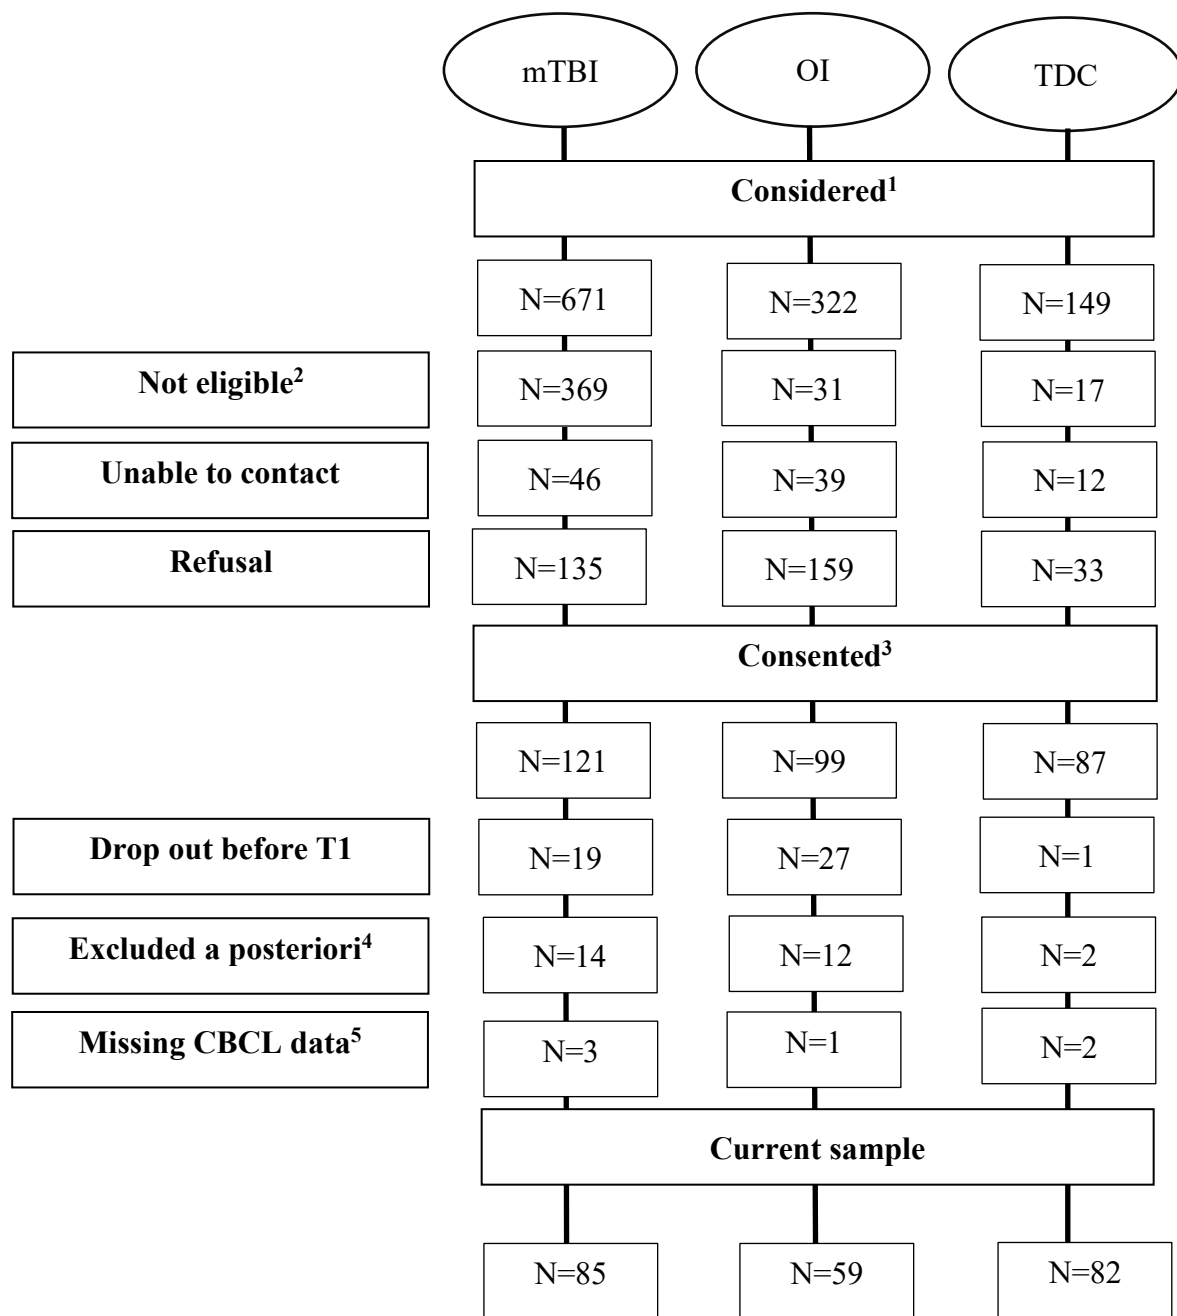 mTBI OI TDC
Considered¹
N=671 N=322 N=149
Not eligible² N=369 N=31 N=17
Unable to contact N=46 N=39 N=12
Refusal N=135 N=159 N=33
Consented³
N=121 N=99 N=87
Drop out before T1 N=19 N=27 N=1
Excluded a posteriori⁴ N=14 N=12 N=2
Missing CBCL data⁵ N=3 N=1 N=2
Current sample
N=85 N=59 N=82